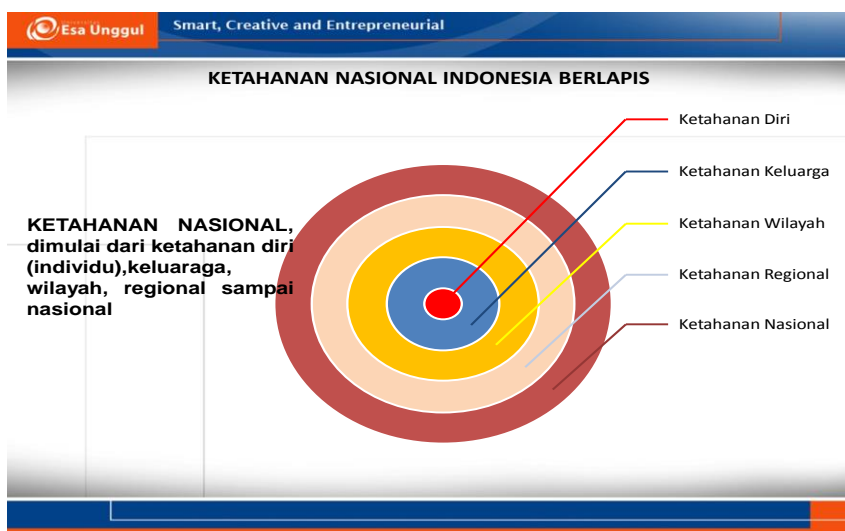 Universitas
Esa Unggul
Smart, Creative and Entrepreneurial
KETAHANAN NASIONAL INDONESIA BERLAPIS
Ketahanan Diri
Ketahanan Keluarga
Ketahanan Wilayah
Ketahanan Regional
Ketahanan Nasional
KETAHANAN NASIONAL,
dimulai dari ketahanan diri
(individu),keluaraga,
wilayah, regional sampai
nasional